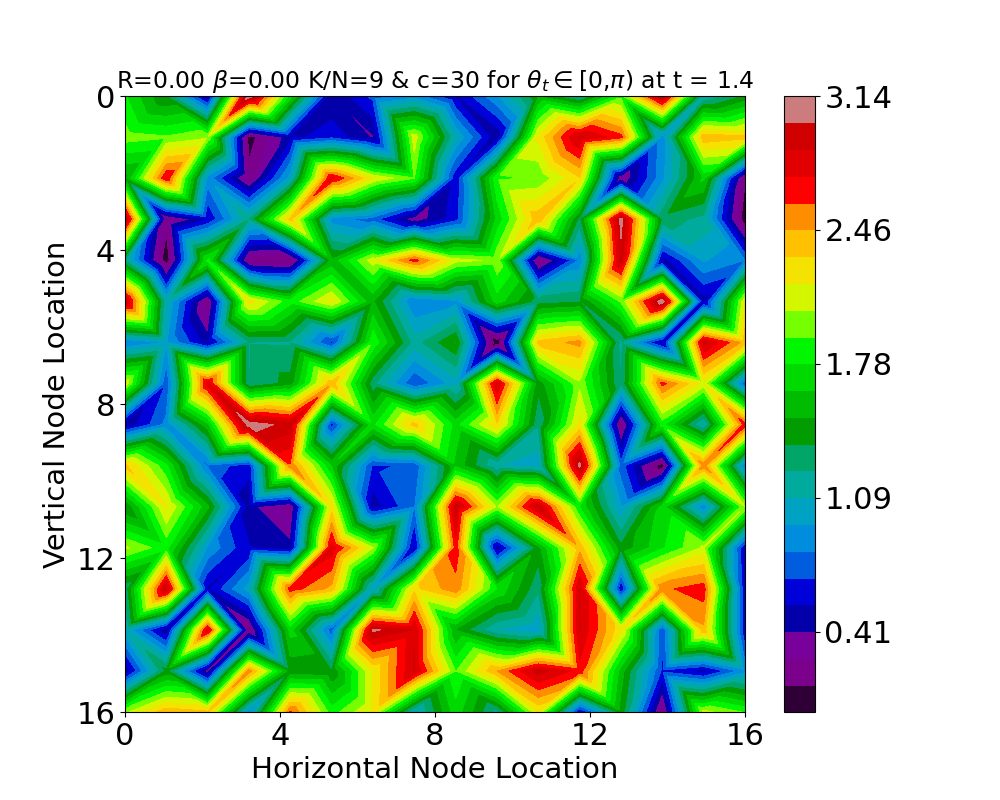 R=0.00 β=0.00 K/N=9 & c=30 for θₜ ∈ [0,π) at t = 1.4
Vertical Node Location
0
4
8
12
16
0 4 8 12 16
Horizontal Node Location
3.14
2.46
1.78
1.09
0.41